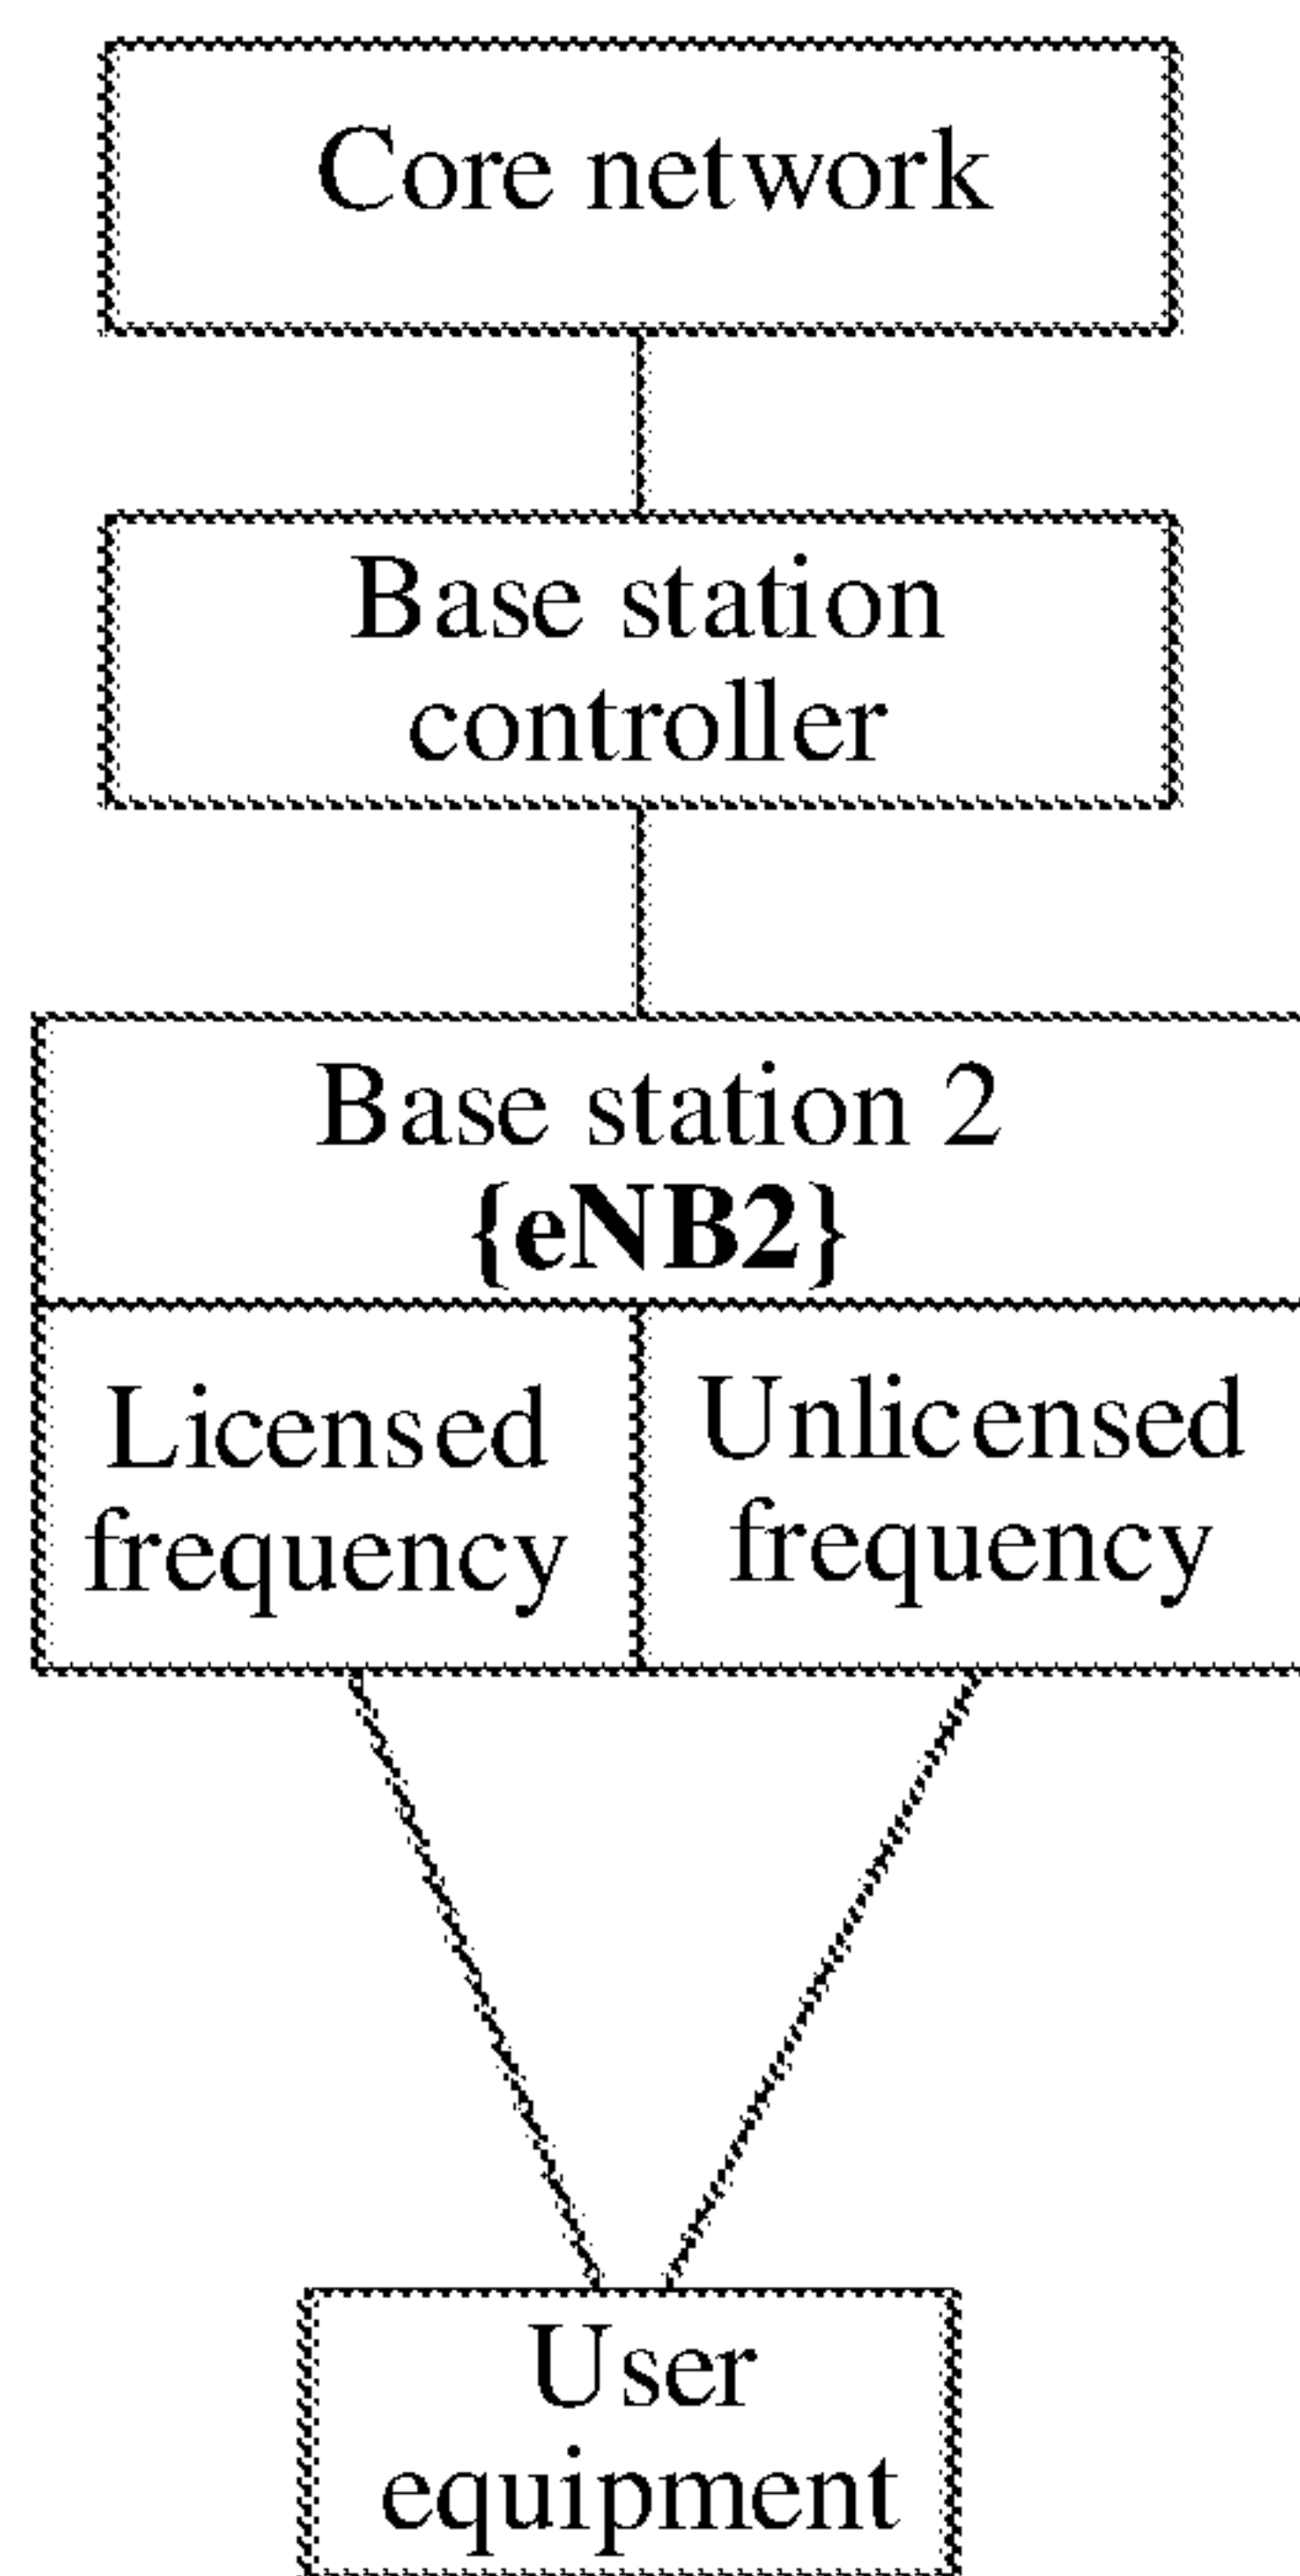 Core network
Base station
controller
Base station 2
{eNB2}
Licensed
frequency
Unlicensed
frequency
User
equipment